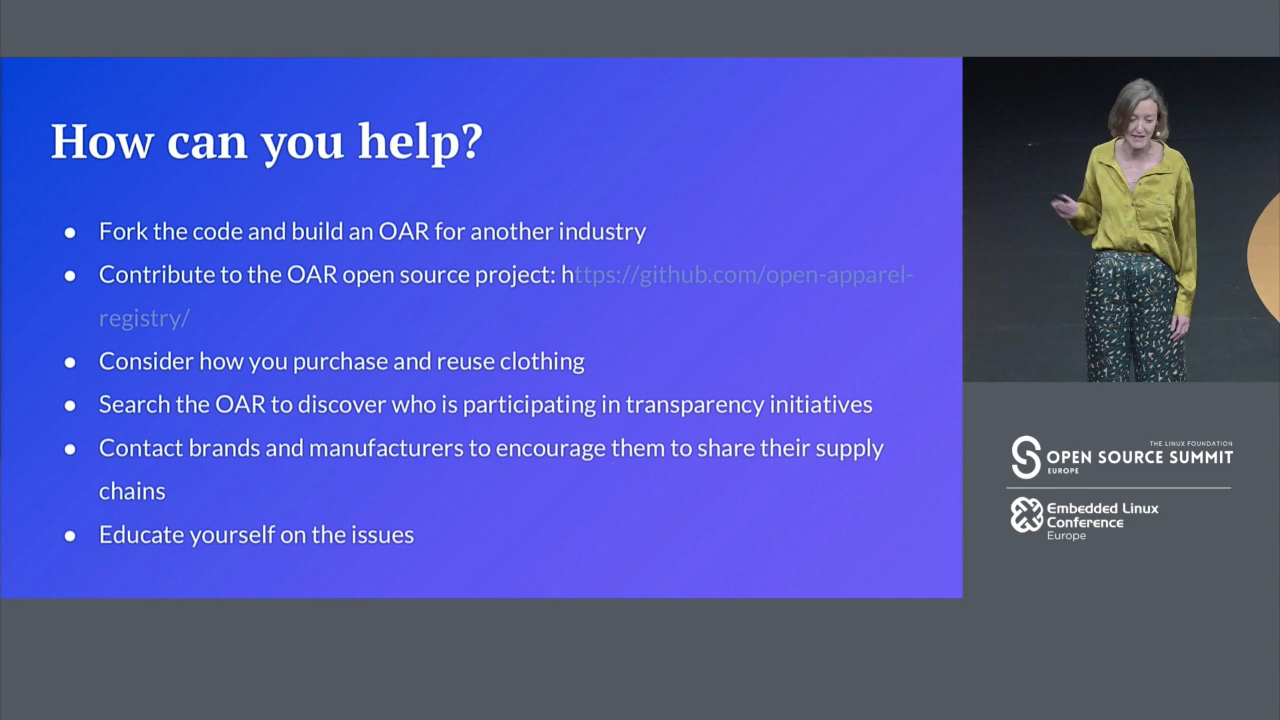 How can you help?
● Fork the code and build an OAR for another industry
● Contribute to the OAR open source project: https://github.com/open-apparel-
registry/
● Consider how you purchase and reuse clothing
● Search the OAR to discover who is participating in transparency initiatives
● Contact brands and manufacturers to encourage them to share their supply
chains
● Educate yourself on the issues
THE LINUX FOUNDATION
OPEN SOURCE SUMMIT
EUROPE
Embedded Linux
Conference
Europe